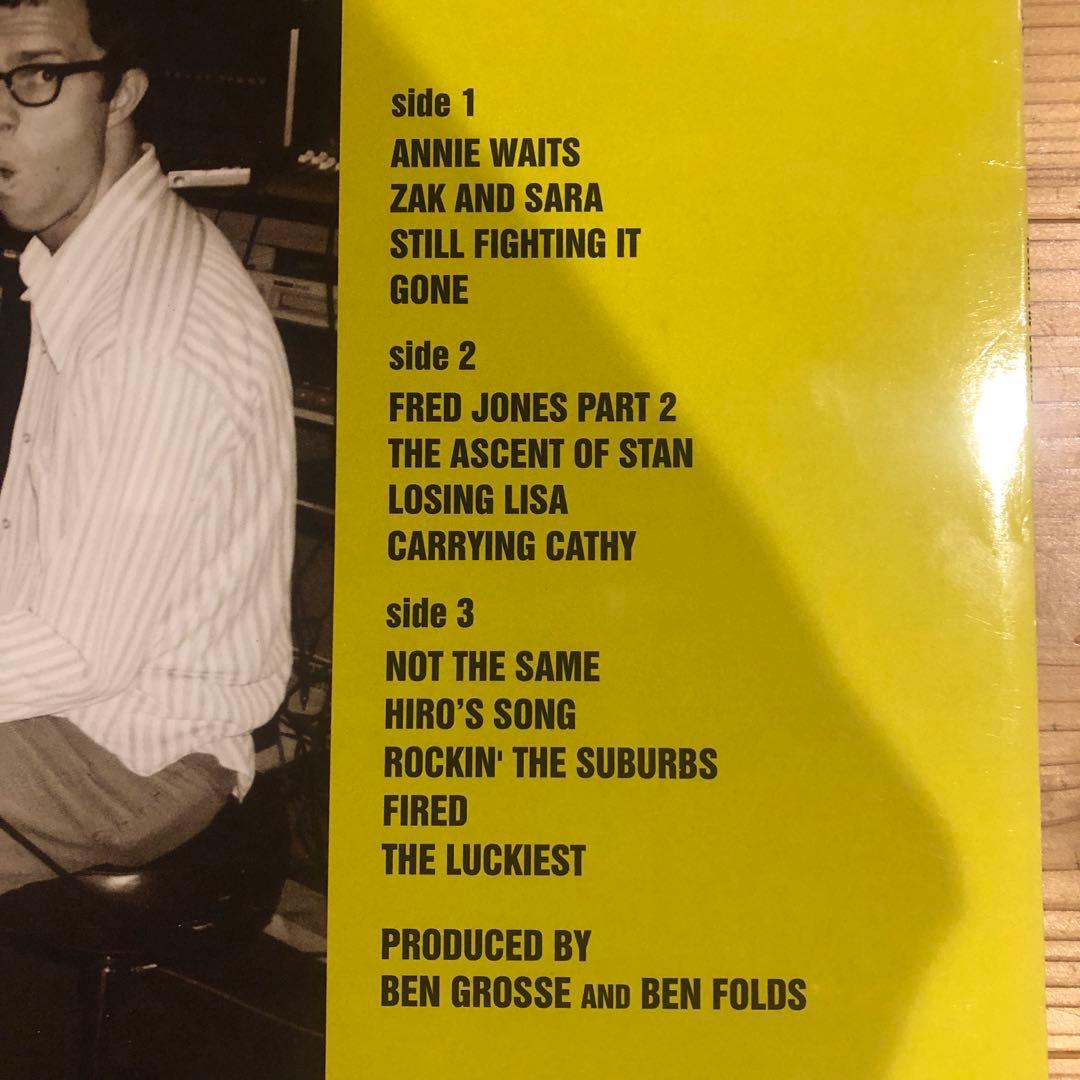 side 1
ANNIE WAITS
ZAK AND SARA
STILL FIGHTING IT
GONE
side 2
FRED JONES PART 2
THE ASCENT OF STAN
LOSING LISA
CARRYING CATHY
side 3
NOT THE SAME
HIRO’S SONG
ROCKIN' THE SUBURBS
FIRED
THE LUCKIEST
PRODUCED BY
BEN GROSSE AND BEN FOLDS